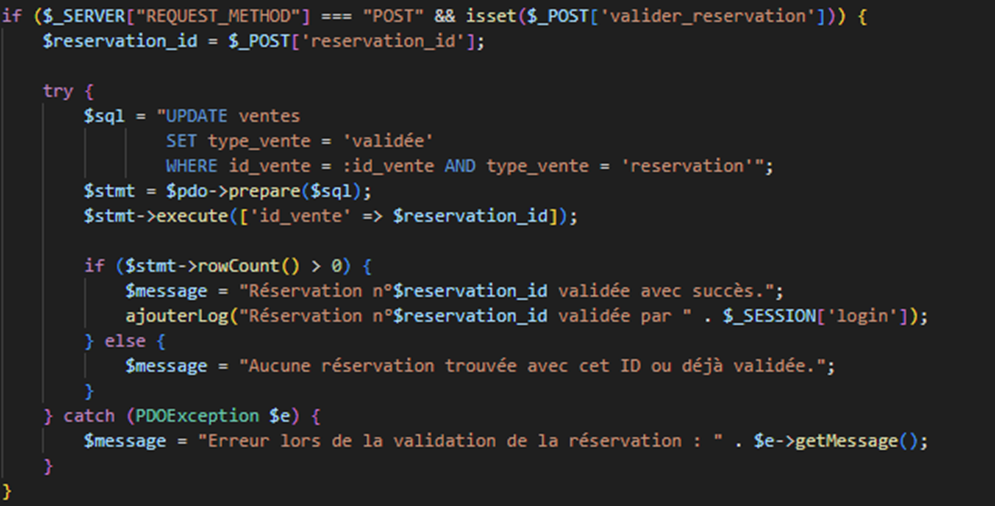 if ($_SERVER["REQUEST_METHOD"] === "POST" && isset($_POST['valider_reservation'])) {
    $reservation_id = $_POST['reservation_id'];

    try {
        $sql = "UPDATE ventes
                SET type_vente = 'validée'
                WHERE id_vente = :id_vente AND type_vente = 'reservation'";
        $stmt = $pdo->prepare($sql);
        $stmt->execute(['id_vente' => $reservation_id]);

        if ($stmt->rowCount() > 0) {
            $message = "Réservation n°$reservation_id validée avec succès.";
            ajouterLog("Réservation n°$reservation_id validée par " . $_SESSION['login']);
        } else {
            $message = "Aucune réservation trouvée avec cet ID ou déjà validée.";
        }
    } catch (PDOException $e) {
        $message = "Erreur lors de la validation de la réservation : " . $e->getMessage();
    }
}